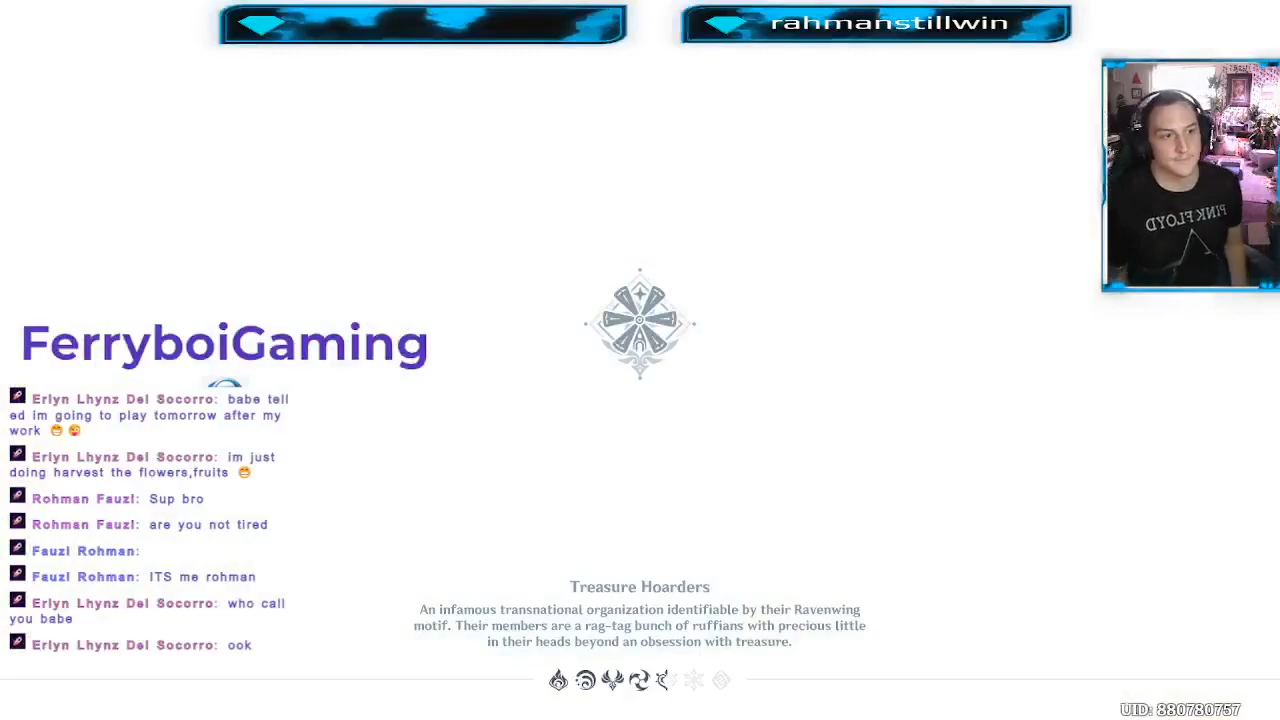 rahmanstillwin
PINK FLOYD
FerryboiGaming
Erlyn Lhynz Del Socorro: babe tell
ed im going to play tomorrow after my
work 😁 😜
Erlyn Lhynz Del Socorro: im just
doing harvest the flowers,fruits 😁
Rohman Fauzi: Sup bro
Rohman Fauzi: are you not tired
Fauzi Rohman:
Fauzi Rohman: ITS me rohman
Erlyn Lhynz Del Socorro: who call
you babe
Erlyn Lhynz Del Socorro: ook
Treasure Hoarders
An infamous transnational organization identifiable by their Ravenwing
motif. Their members are a rag-tag bunch of ruffians with precious little
in their heads beyond an obsession with treasure.
UID: 880780757